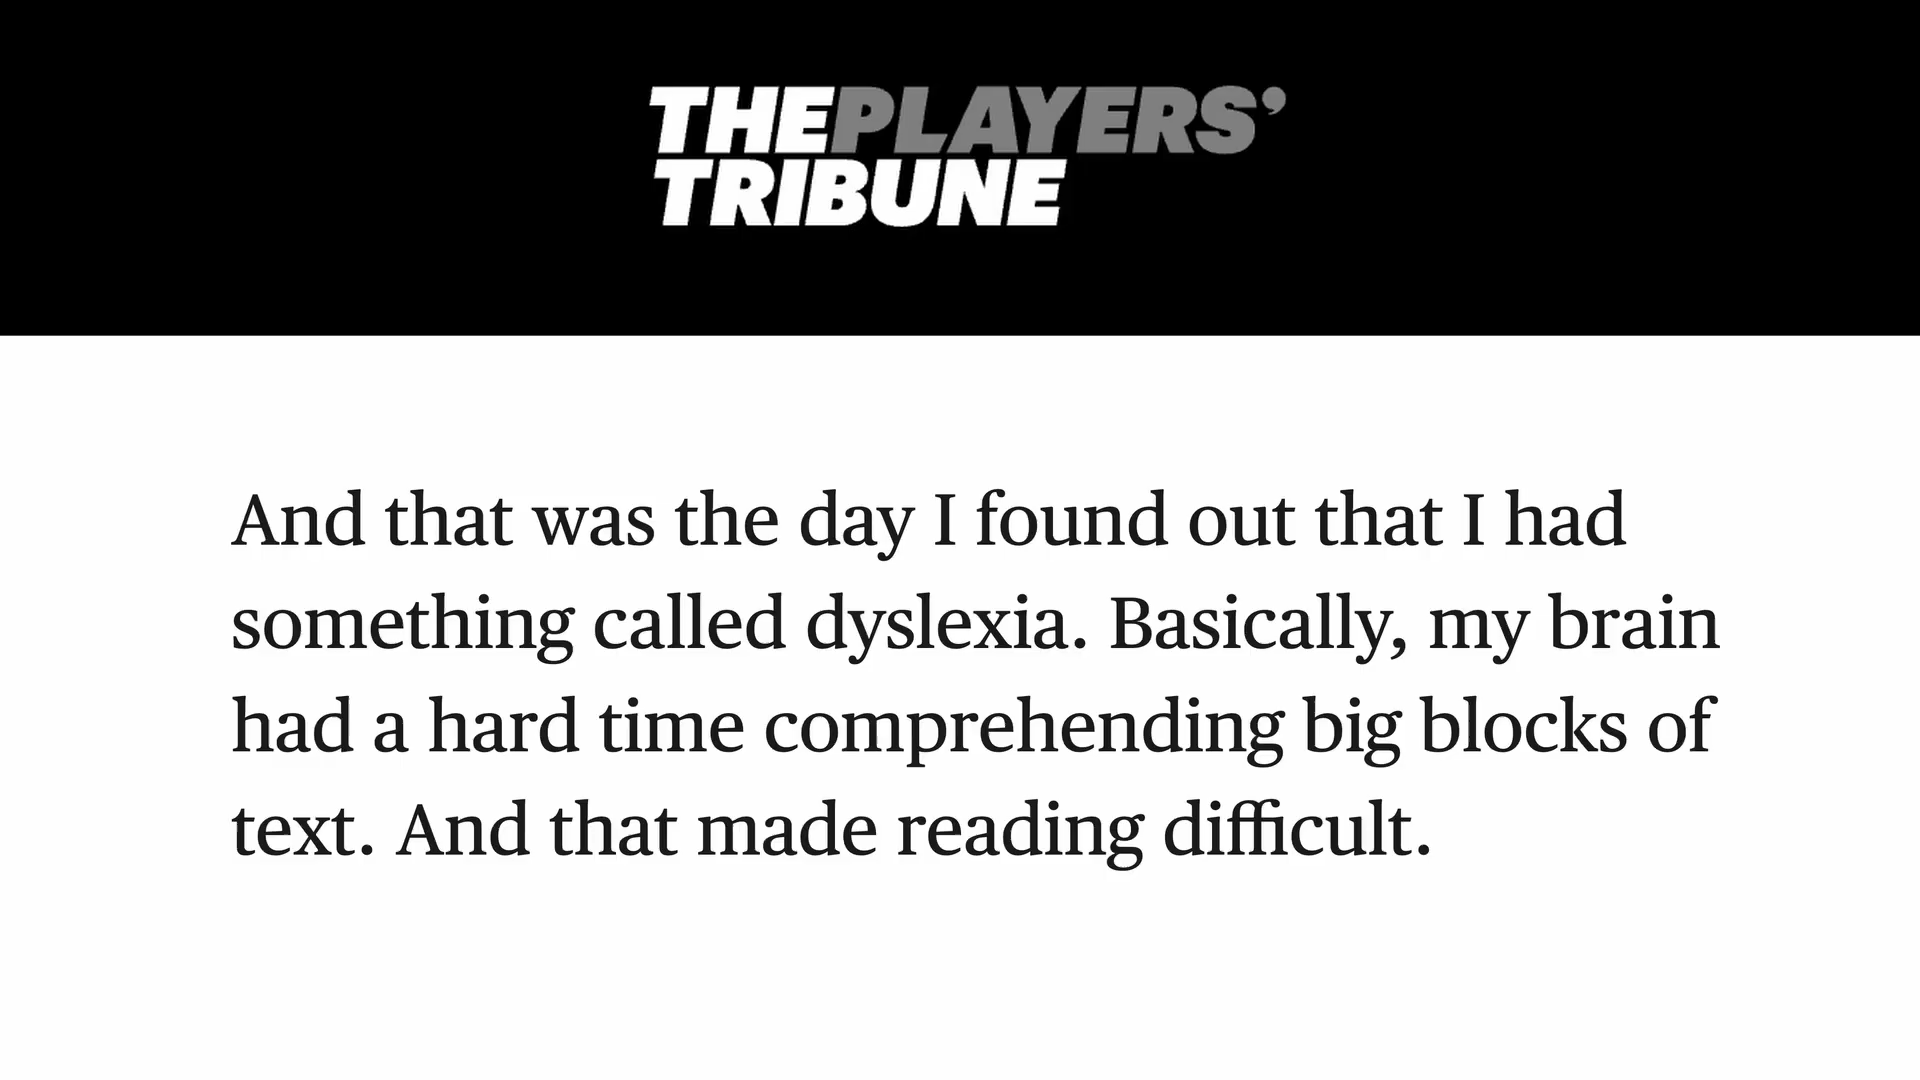 THEPLAYERS’
TRIBUNE
And that was the day I found out that I had
something called dyslexia. Basically, my brain
had a hard time comprehending big blocks of
text. And that made reading difficult.